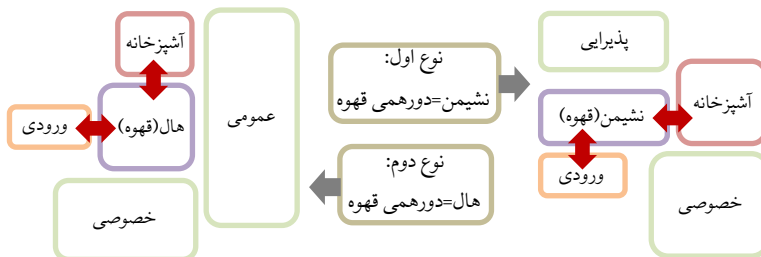 پذیرایی
آشپزخانه
نشیمن(قهوه)
ورودی
خصوصی
نوع اول:
نشیمن=دورهمی قهوه
نوع دوم:
هال=دورهمی قهوه
عمومی
آشپزخانه
هال(قهوه)
ورودی
خصوصی